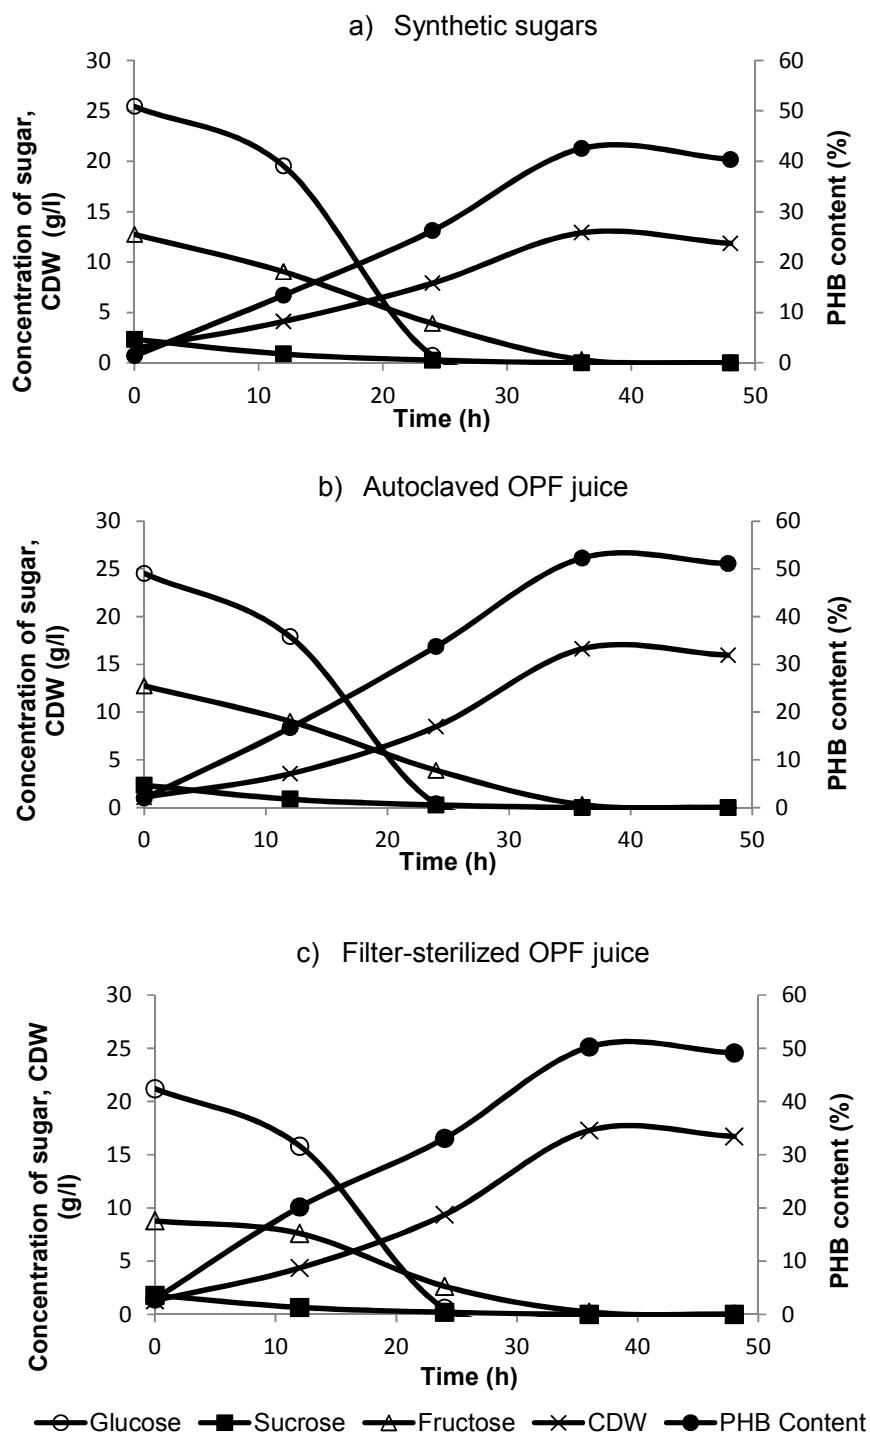 a) Synthetic sugars
30
25
20
15
10
5
0
Concentration of sugar,
CDW (g/l)
60
50
40
30
20
10
0
PHB content (%)
0 10 20 30 40 50
Time (h)
b) Autoclaved OPF juice
30
25
20
15
10
5
0
Concentration of sugar,
CDW (g/l)
60
50
40
30
20
10
0
PHB content (%)
0 10 20 30 40 50
Time (h)
c) Filter-sterilized OPF juice
30
25
20
15
10
5
0
Concentration of sugar, CDW
(g/l)
60
50
40
30
20
10
0
PHB content (%)
0 10 20 30 40 50
Time (h)
Glucose Sucrose Fructose CDW PHB Content